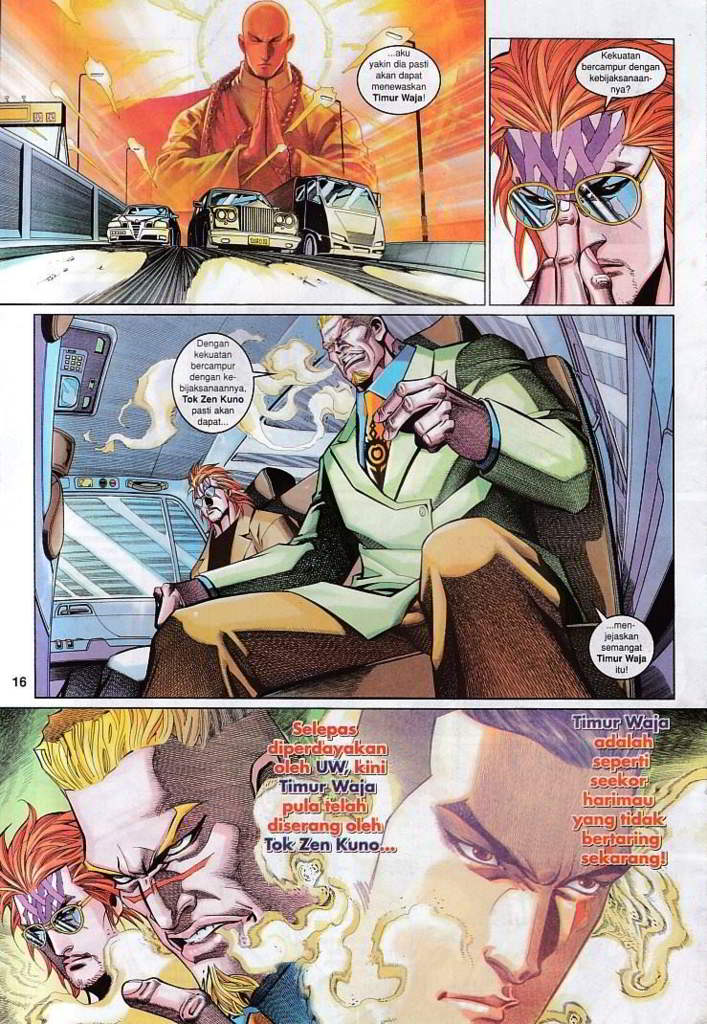 ...aku
yakin dia pasti
akan dapat
menewaskan
Timur Waja!
Kekuatan
bercampur dengan
kebijaksanaan-
nya?
Dengan
kekuatan
bercampur
dengan ke-
bijaksanaannya,
Tok Zen Kuno
pasti akan
dapat...
...men-
jejaskan
semangat
Timur Waja
itu!
16
Selepas
diperdayakan
oleh UW, kini
Timur Waja
pula telah
diserang oleh
Tok Zen Kuno...
Timur Waja
adalah
seperti
seekor
harimau
yang tidak
bertaring
sekarang!